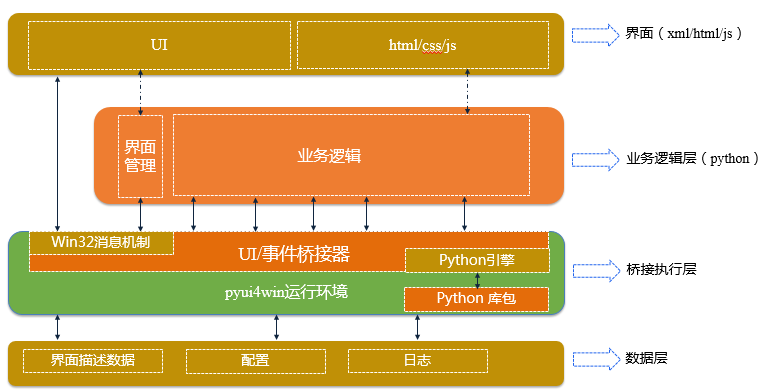 UI
html/css/js
界面（xml/html/js）
界面
管理
业务逻辑
业务逻辑层（python）
Win32消息机制
UI/事件桥接器
Python引擎
桥接执行层
pyui4win运行环境
Python 库包
界面描述数据
配置
日志
数据层